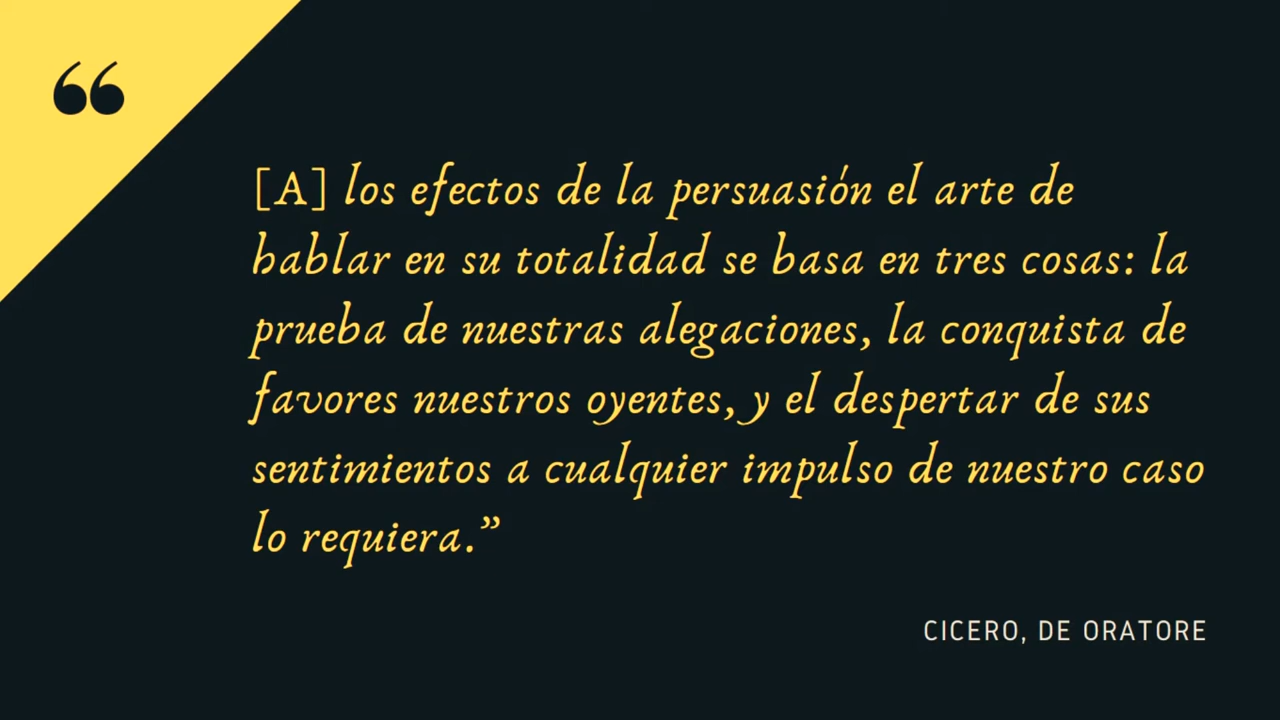 “
[A] los efectos de la persuasión el arte de
hablar en su totalidad se basa en tres cosas: la
prueba de nuestras alegaciones, la conquista de
favores nuestros oyentes, y el despertar de sus
sentimientos a cualquier impulso de nuestro caso
lo requiera.”
CICERO, DE ORATORE